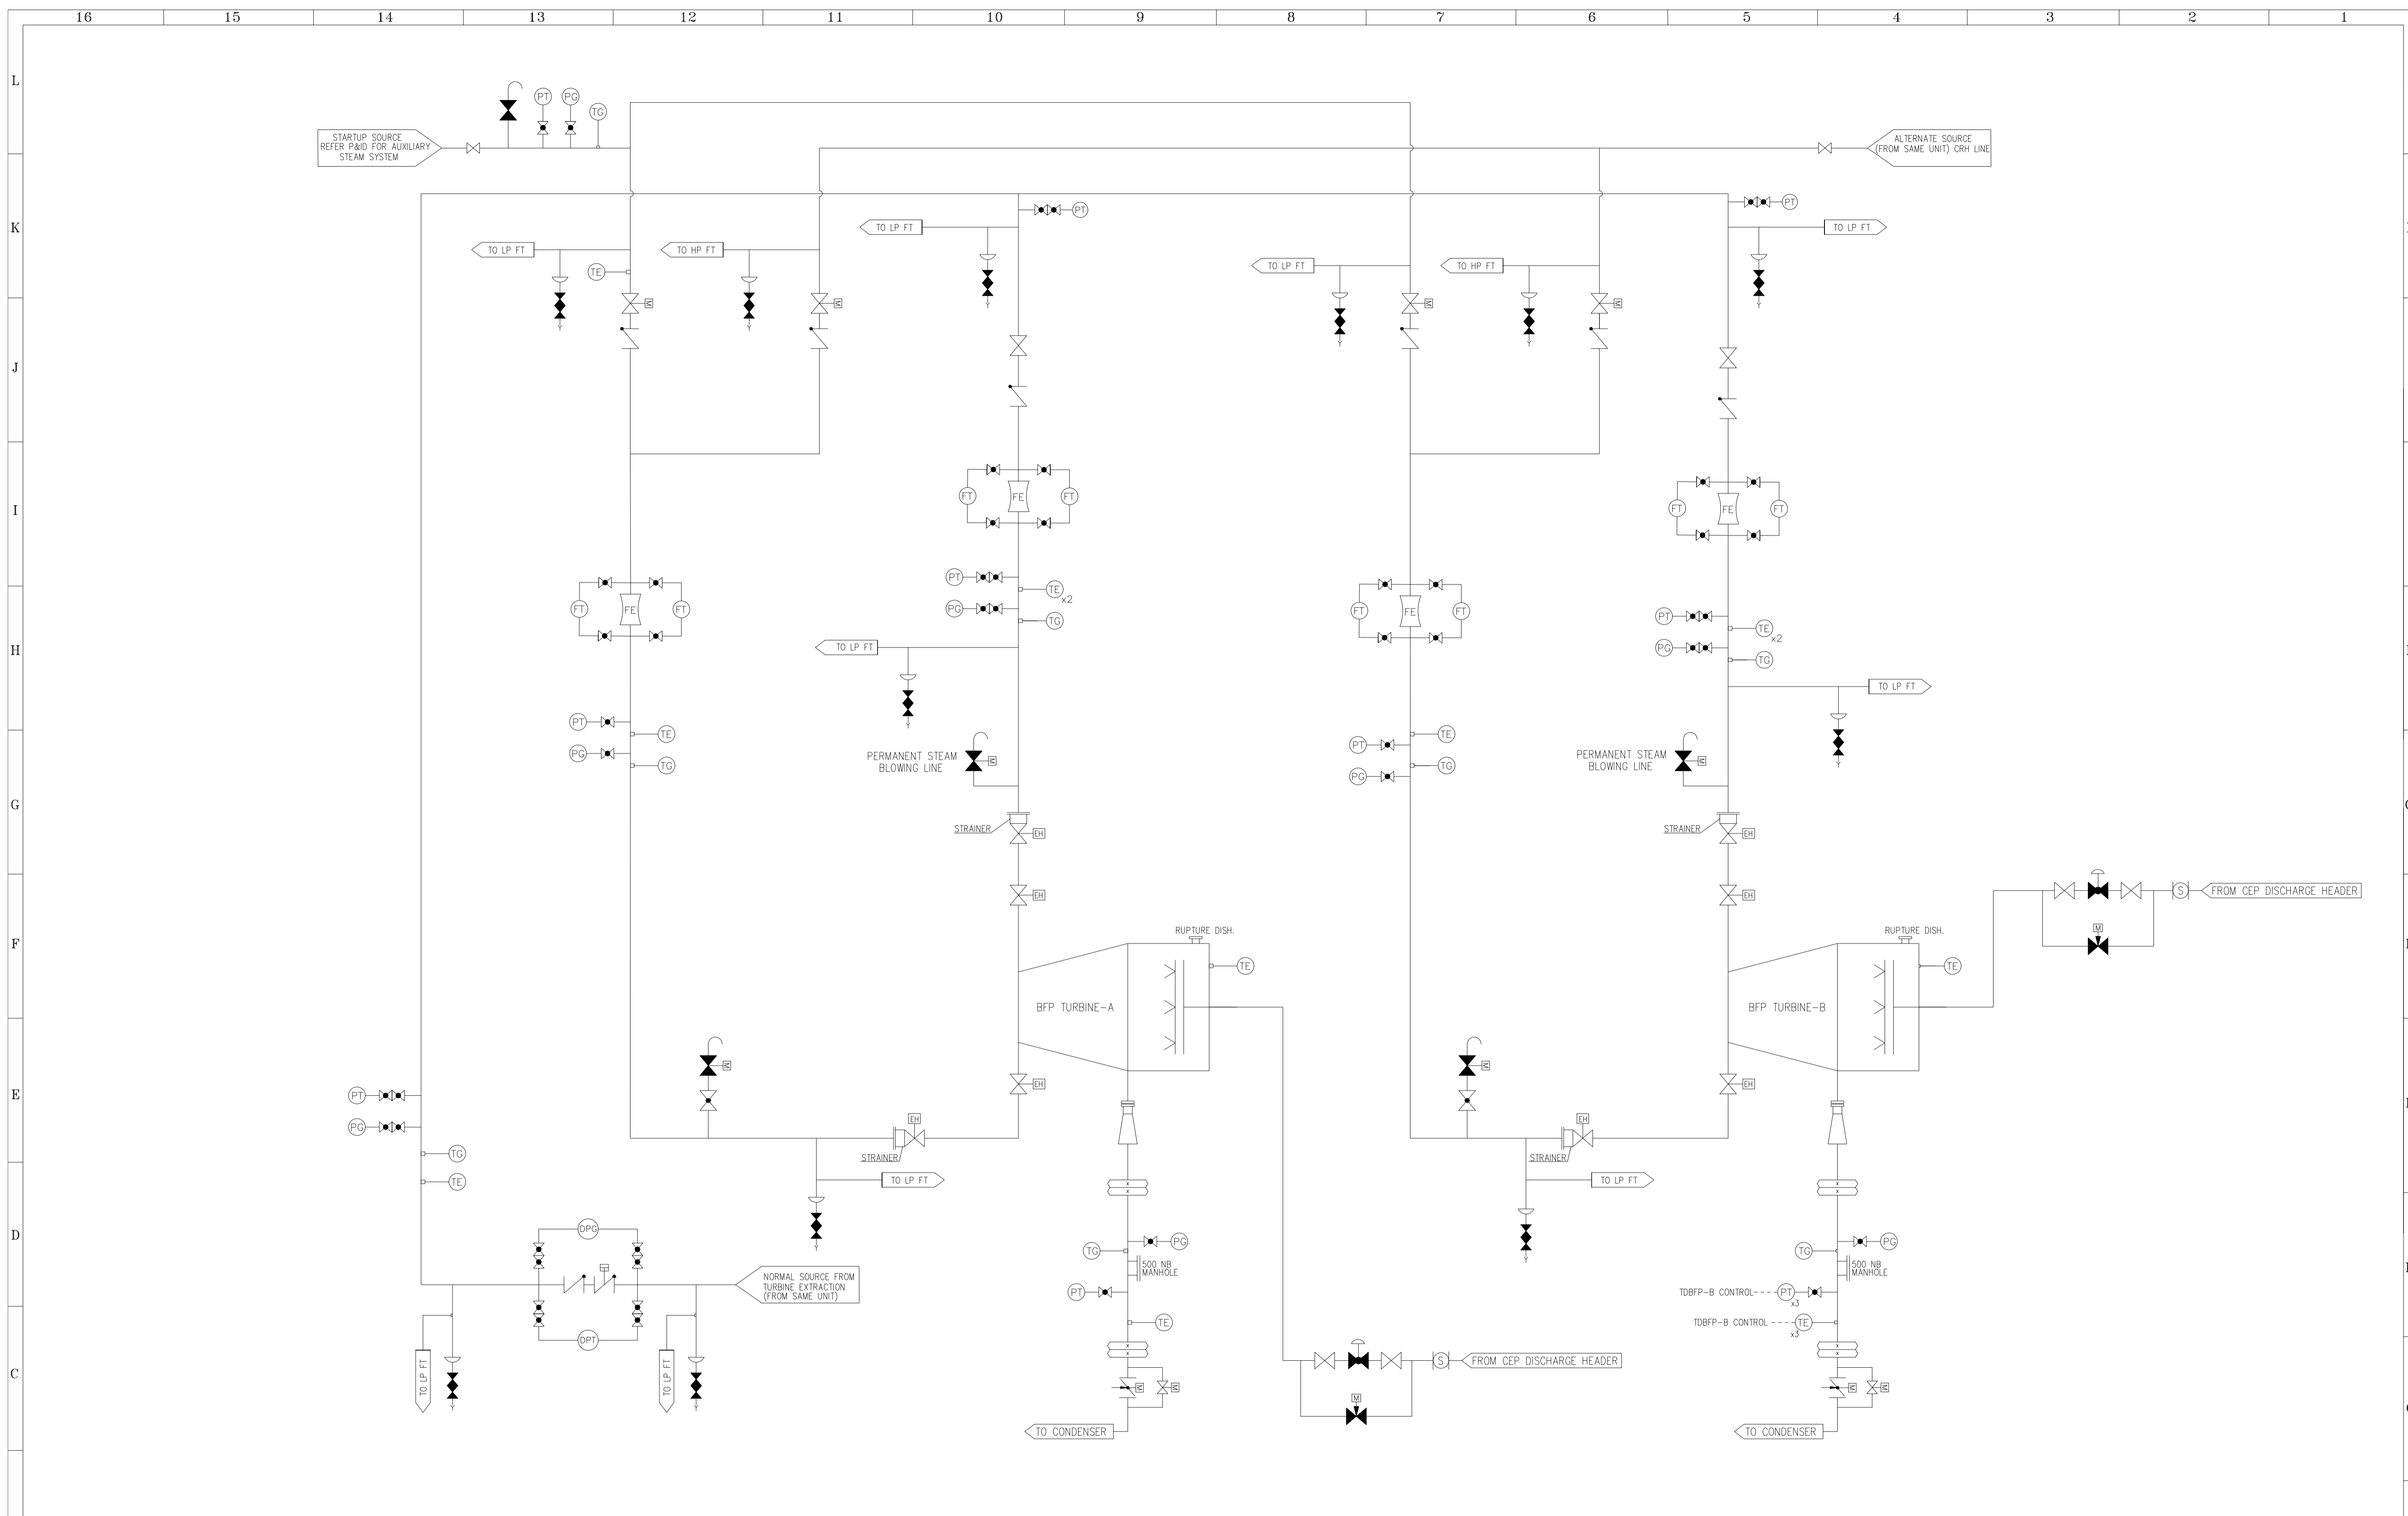 16 15 14 13 12 11 10 9 8 7 6 5 4 3 2 1
L
PT PG TG
STARTUP SOURCE
REFER P&ID FOR AUXILIARY
STEAM SYSTEM
ALTERNATE SOURCE
(FROM SAME UNIT) CRH LINE
K
PT
PT
TO LP FT
TO LP FT
TO LP FT
TO HP FT
TE
TO LP FT
TO HP FT
M
M
M
M
J
I
FT FE FT
FT FE FT
PT
TE
x2
PG
TG
FT FE FT
FT FE FT
PT
TE
x2
PG
TG
H
TO LP FT
TO LP FT
PT
TE
PG
TG
PT
TE
PG
TG
PERMANENT STEAM
BLOWING LINE
M
PERMANENT STEAM
BLOWING LINE
M
G
STRAINER
EH
STRAINER
EH
EH
EH
S
FROM CEP DISCHARGE HEADER
M
F
RUPTURE DISH.
TE
RUPTURE DISH.
TE
BFP TURBINE-A
BFP TURBINE-B
M
M
EH
EH
E
PT
PG
TG
TE
EH
STRAINER
EH
STRAINER
TO LP FT
TO LP FT
x
x
x
x
D
DPG
TG
PG
500 NB
MANHOLE
PT
TE
TG
PG
500 NB
MANHOLE
TDBFP-B CONTROL
PT
x3
TDBFP-B CONTROL
TE
x3
NORMAL SOURCE FROM
TURBINE EXTRACTION
(FROM SAME UNIT)
DPT
x
x
x
x
C
TO LP FT
TO LP FT
M
M
S
FROM CEP DISCHARGE HEADER
M
M
M
TO CONDENSER
TO CONDENSER